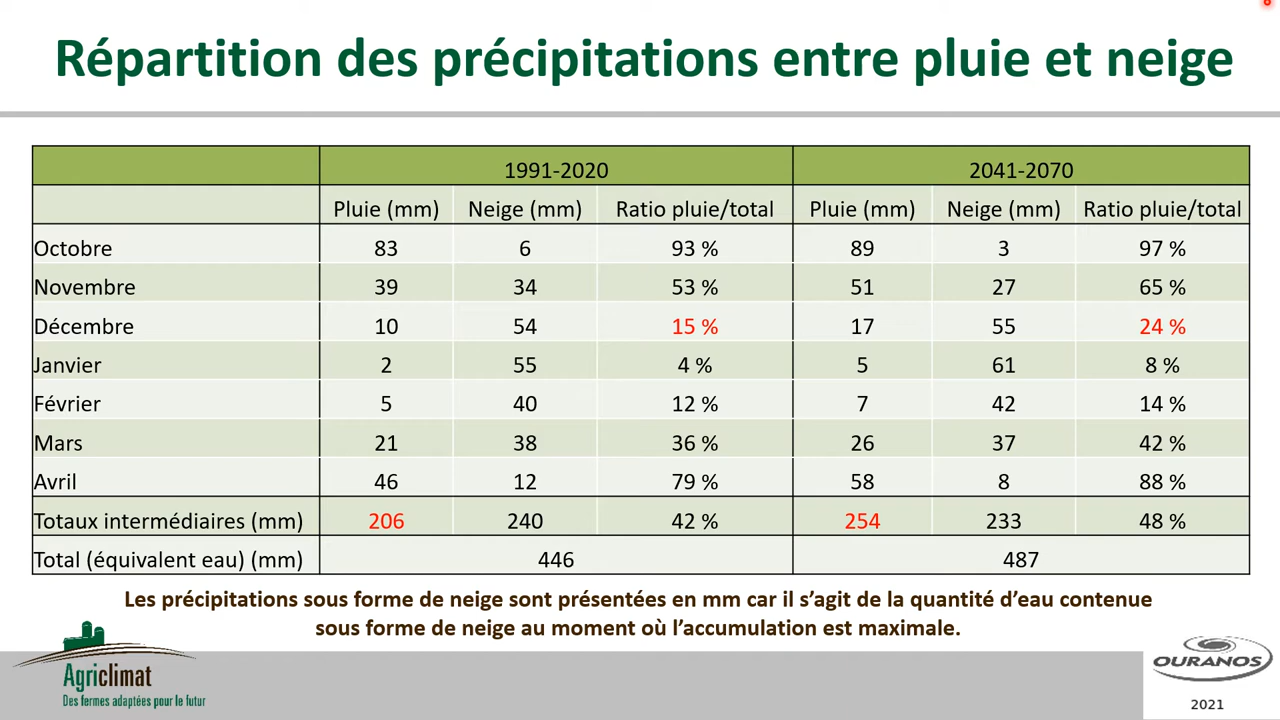 Répartition des précipitations entre pluie et neige
1991-2020 2041-2070
Pluie (mm) Neige (mm) Ratio pluie/total Pluie (mm) Neige (mm) Ratio pluie/total
Octobre 83 6 93 % 89 3 97 %
Novembre 39 34 53 % 51 27 65 %
Décembre 10 54 15 % 17 55 24 %
Janvier 2 55 4 % 5 61 8 %
Février 5 40 12 % 7 42 14 %
Mars 21 38 36 % 26 37 42 %
Avril 46 12 79 % 58 8 88 %
Totaux intermédiaires (mm) 206 240 42 % 254 233 48 %
Total (équivalent eau) (mm) 446 487
Les précipitations sous forme de neige sont présentées en mm car il s’agit de la quantité d’eau contenue
sous forme de neige au moment où l’accumulation est maximale.
Agriclimat
Des fermes adaptées pour le futur
OURANOS
2021